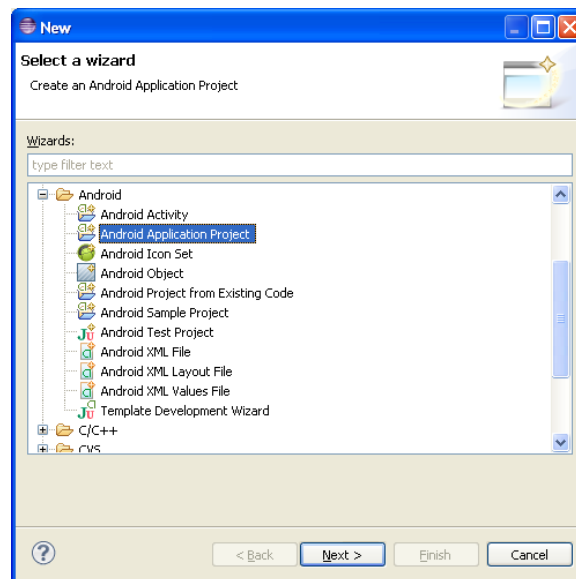 New
Select a wizard
Create an Android Application Project
Wizards:
type filter text
Android
Android Activity
Android Application Project
Android Icon Set
Android Object
Android Project from Existing Code
Android Sample Project
Android Test Project
Android XML File
Android XML Layout File
Android XML Values File
Template Development Wizard
C/C++
CVS
< Back Next > Finish Cancel